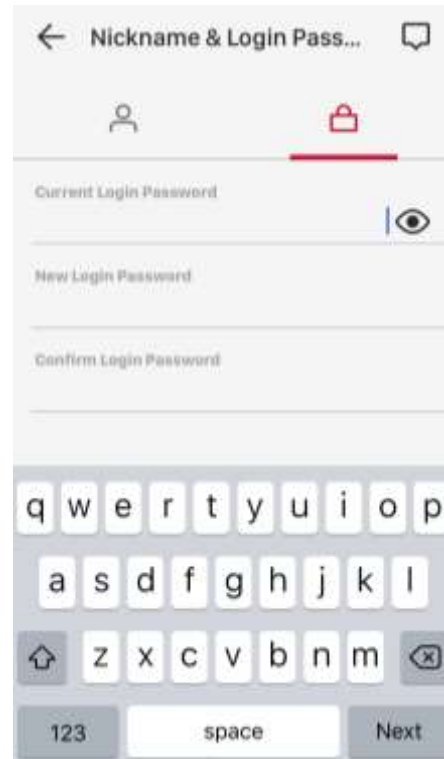 Nickname & Login Pass...
Current Login Password
New Login Password
Confirm Login Password
q w e r t y u i o p
a s d f g h j k l
z x c v b n m
123 space Next